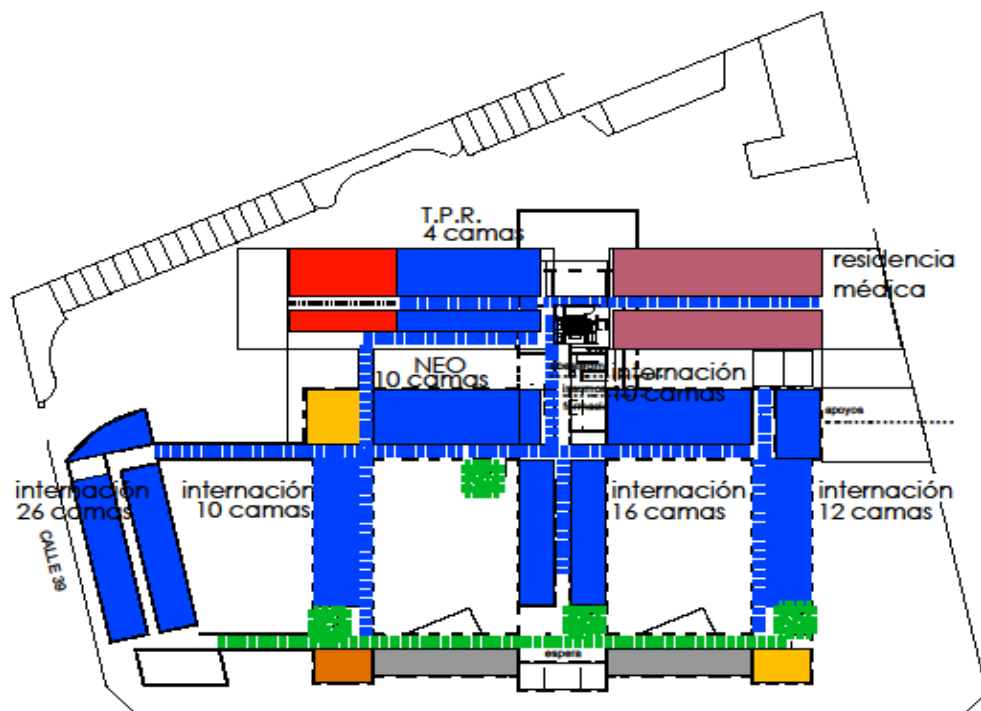 T.P.R.
4 camas
residencia
médica
NEO
10 camas
internación
10 camas
apoyos
internación
26 camas
internación
10 camas
internación
16 camas
internación
12 camas
CALLE 39
espera